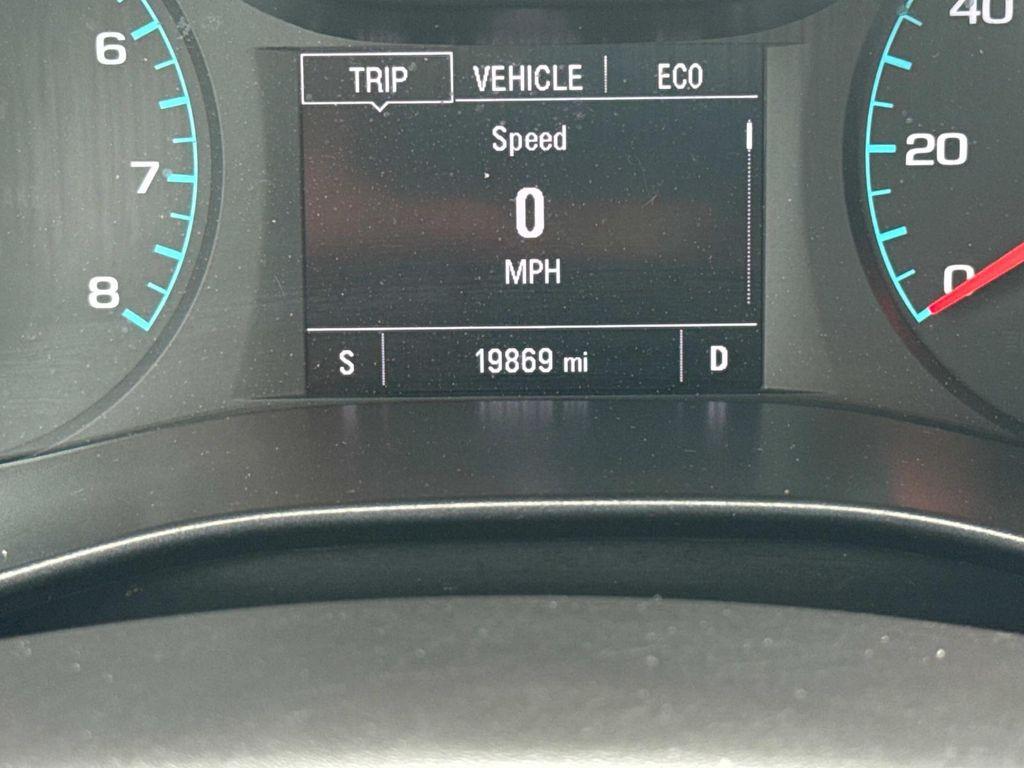 6
7
8
TRIP VEHICLE ECO
Speed
0
MPH
S 19869 mi D
40
20
0